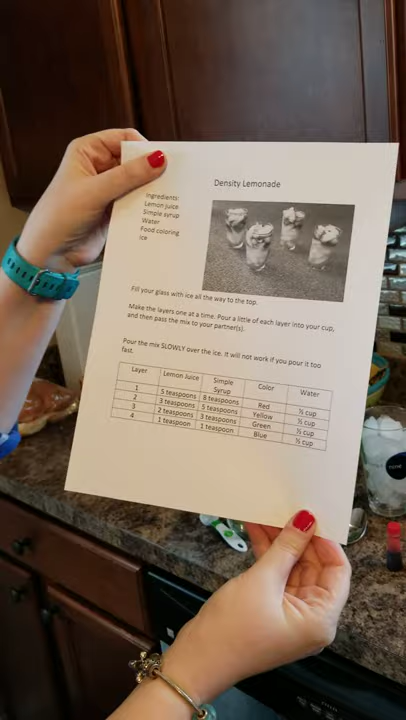 Density Lemonade
Ingredients:
Lemon juice
Simple syrup
Water
Food coloring
Ice
Fill your glass with ice all the way to the top.
Make the layers one at a time. Pour a little of each layer into your cup,
and then pass the mix to your partner(s).
Pour the mix SLOWLY over the ice. It will not work if you pour it too
fast.
Layer Lemon Juice Simple Syrup Color Water
1 5 teaspoons 8 teaspoons Red ½ cup
2 3 teaspoons 5 teaspoons Yellow ½ cup
3 2 teaspoons 3 teaspoons Green ½ cup
4 1 teaspoon 1 teaspoon Blue ½ cup